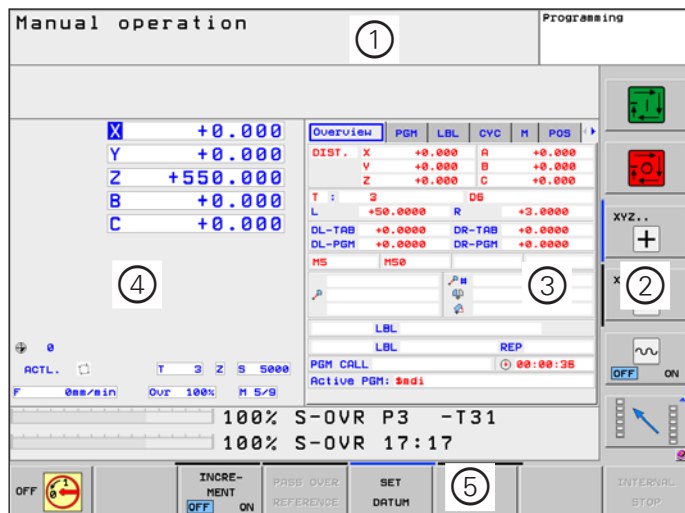 Manual operation
Programming
1
X +0.000
Y +0.000
Z +550.000
B +0.000
C +0.000
Overview PGM LBL CYC M POS
DIST. X +0.000 A +0.000
Y +0.000 B +0.000
Z +0.000 C +0.000
T : 3 D6
L +50.0000 R +3.0000
DL-TAB +0.0000 DR-TAB +0.0000
DL-PGM +0.0000 DR-PGM +0.0000
M5 M50
#
LBL
LBL REP
PGM CALL 00:00:36
Active PGM: $mdi
4
3
XYZ..
+
X
2
OFF ON
0
ACTL. T 3 Z S 5000
F 0mm/min Ovr 100% M 5/9
100% S-OVR P3 -T31
100% S-OVR 17:17
OFF 0 1
INCRE-
MENT
OFF ON
PASS OVER
REFERENCE
SET
DATUM
5
INTERNAL
STOP